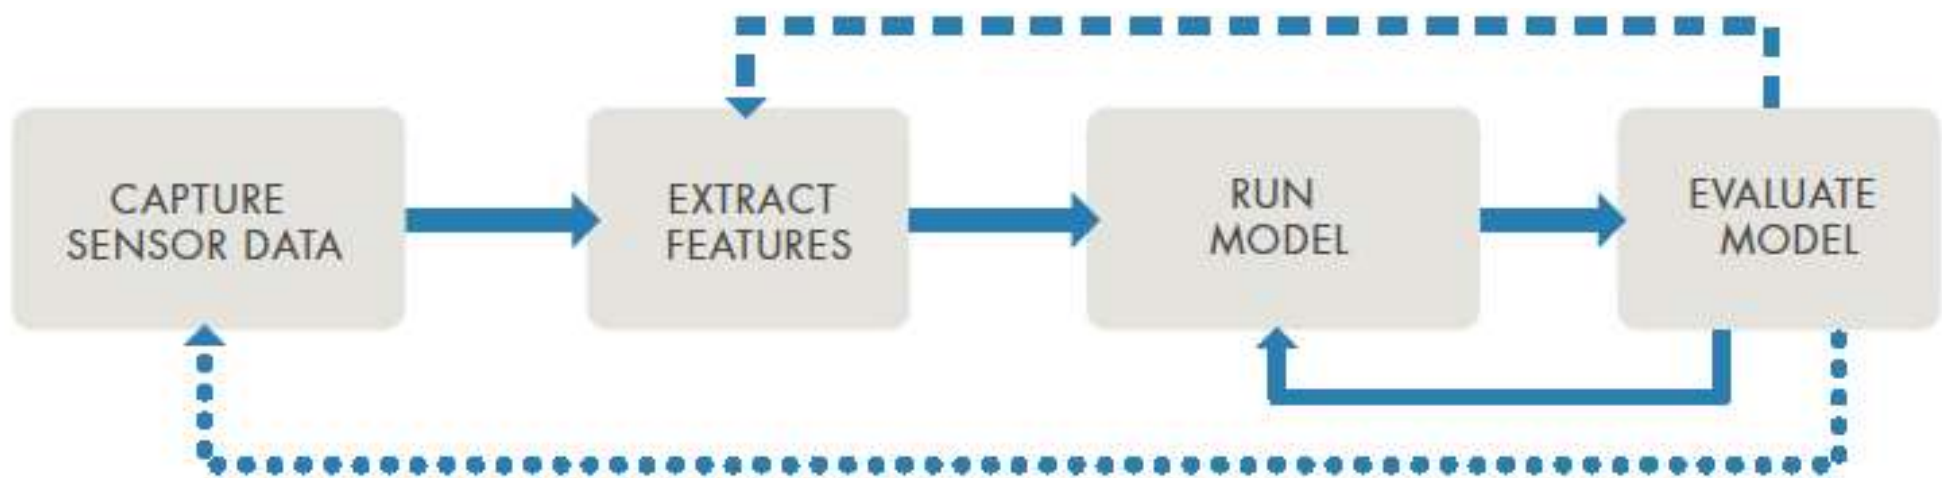 CAPTURE
SENSOR DATA
EXTRACT
FEATURES
RUN
MODEL
EVALUATE
MODEL